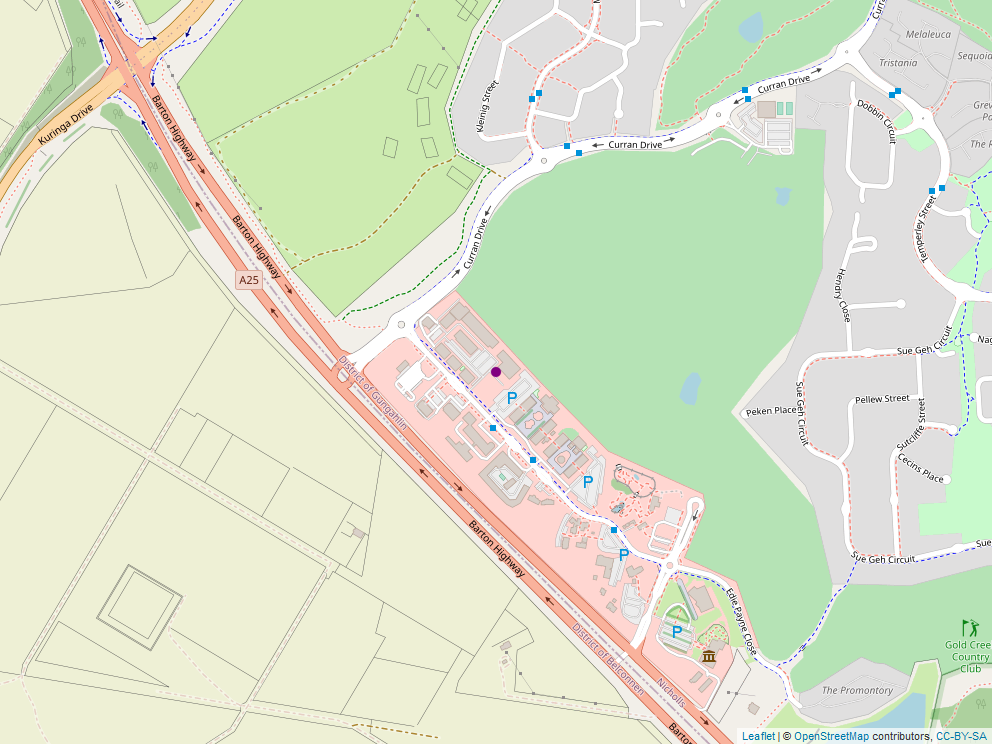 Melaleuca
Tristania
Sequoia
Kuringa Drive
Barton Highway
Kleinig Street
Curran Drive
Curran Drive
Dobbin Circuit
Curran Drive
Temperley Street
Barton Highway
A25
Hendry Close
Sue Geh Circuit
District of Gungahlin
P
Sue Geh Circuit
Peken Place
Pellew Street
Sutcliffe Street
Cecins Place
P
Barton Highway
P
Sue Geh Circuit
Sue
Edie Payne Close
P
District of Belconnen
Nicholls
Gold Cree
Country
Club
The Promontory
Leaflet | © OpenStreetMap contributors, CC-BY-SA